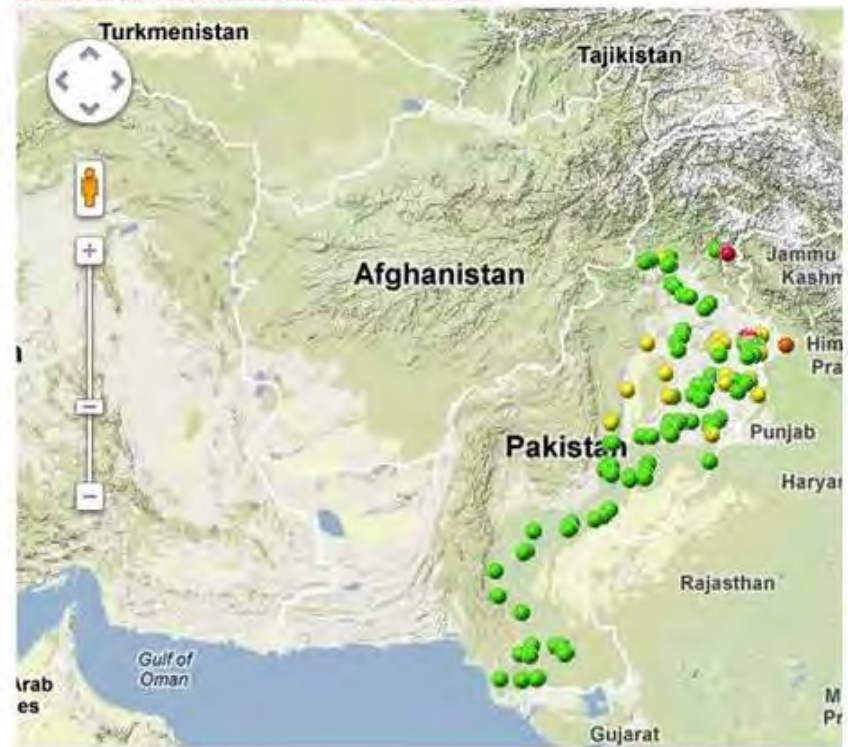 Turkmenistan
Tajikistan
Afghanistan
Jammu
Kashm
Him
Pra
Pakistan
Punjab
Haryar
Rajasthan
Gulf of
Oman
Arab
es
M
Pr
Gujarat